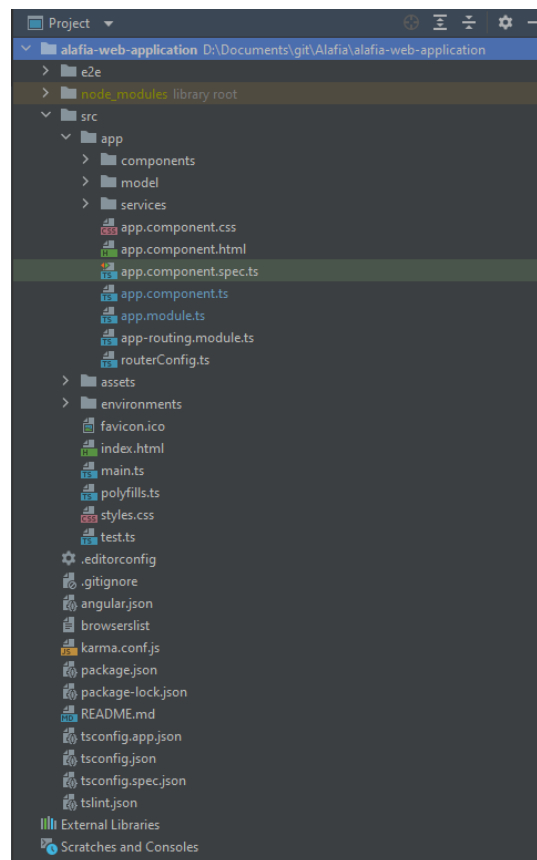 Project
alafia-web-application D:\Documents\git\Alafia\alafia-web-application
e2e
node_modules library root
src
app
components
model
services
app.component.css
app.component.html
app.component.spec.ts
app.component.ts
app.module.ts
app-routing.module.ts
routerConfig.ts
assets
environments
favicon.ico
index.html
main.ts
polyfills.ts
styles.css
test.ts
.editorconfig
.gitignore
angular.json
browserslist
karma.conf.js
package.json
package-lock.json
README.md
tsconfig.app.json
tsconfig.json
tsconfig.spec.json
tslint.json
External Libraries
Scratches and Consoles